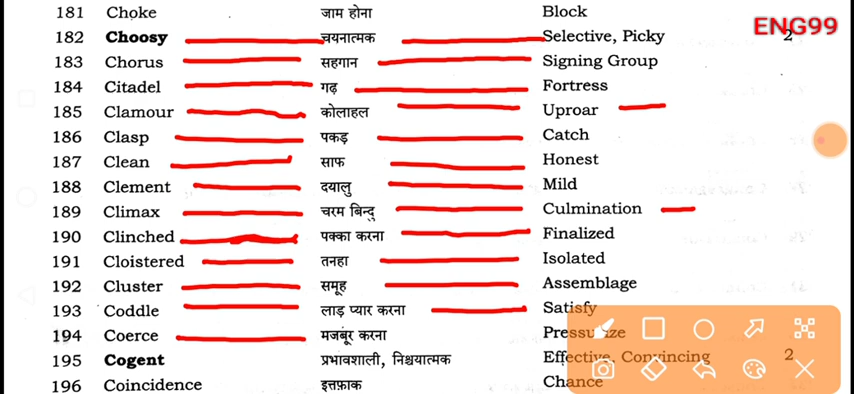 181 Choke जाम होना Block
ENG99
182 Choosy चयनात्मक Selective, Picky 2
183 Chorus सहगान Signing Group
184 Citadel गढ़ Fortress
185 Clamour कोलाहल Uproar
186 Clasp पकड़ Catch
187 Clean साफ Honest
188 Clement दयालु Mild
189 Climax चरम बिन्दु Culmination
190 Clinched पक्का करना Finalized
191 Cloistered तनहा Isolated
192 Cluster समूह Assemblage
193 Coddle लाड़ प्यार करना Satisfy
194 Coerce मजबूर करना Pressurize
195 Cogent प्रभावशाली, निश्चयात्मक Effective, Convincing 2
196 Coincidence इत्तफ़ाक Chance